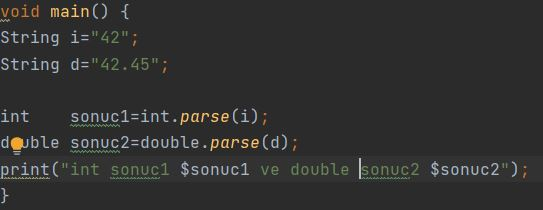 void main() {
String i="42";
String d="42.45";
int    sonuc1=int.parse(i);
double sonuc2=double.parse(d);
print("int sonuc1 $sonuc1 ve double sonuc2 $sonuc2");
}